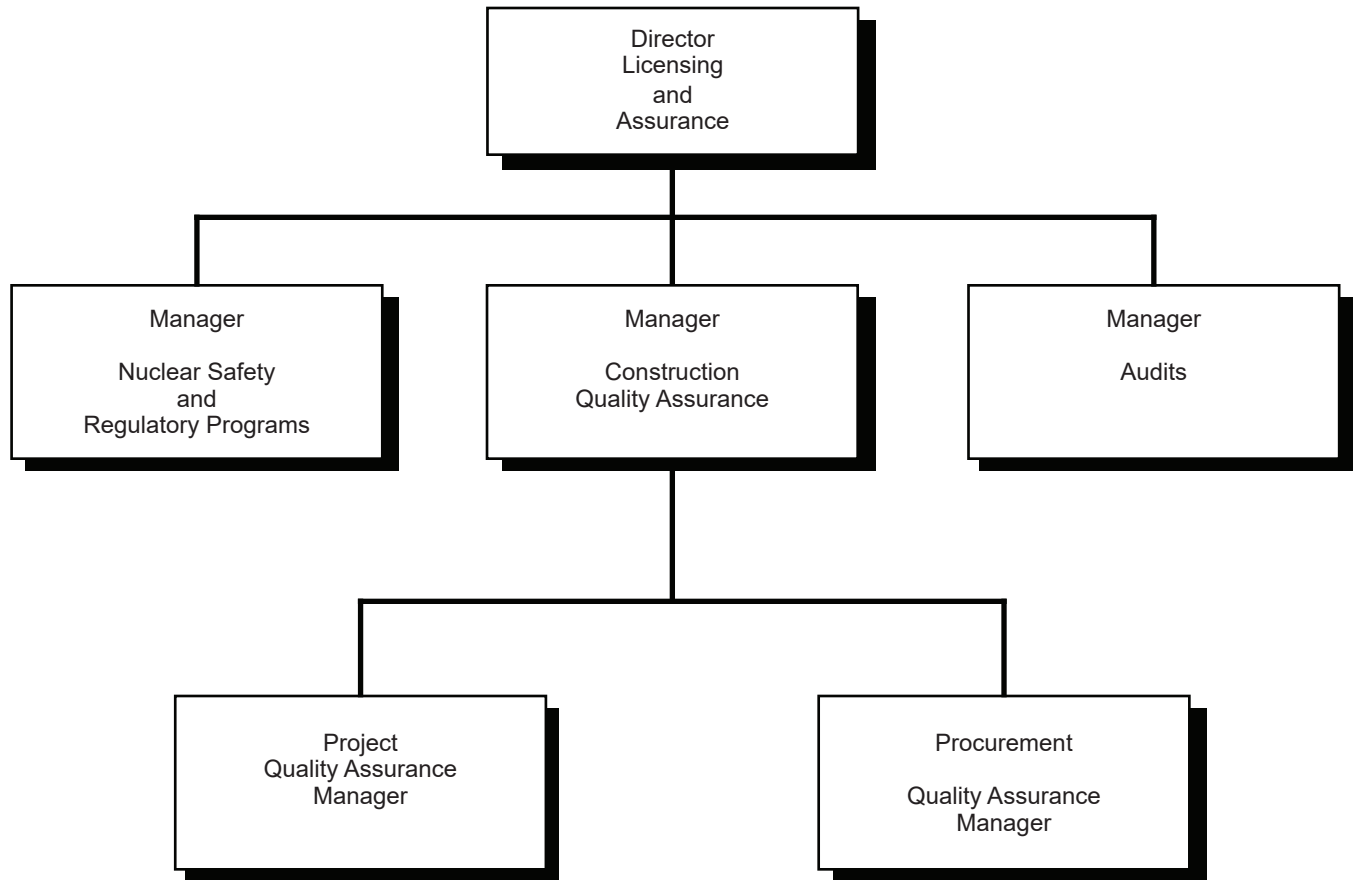 Director
Licensing
and
Assurance
Manager
Nuclear Safety
and
Regulatory Programs
Manager
Construction
Quality Assurance
Manager
Audits
Project
Quality Assurance
Manager
Procurement
Quality Assurance
Manager